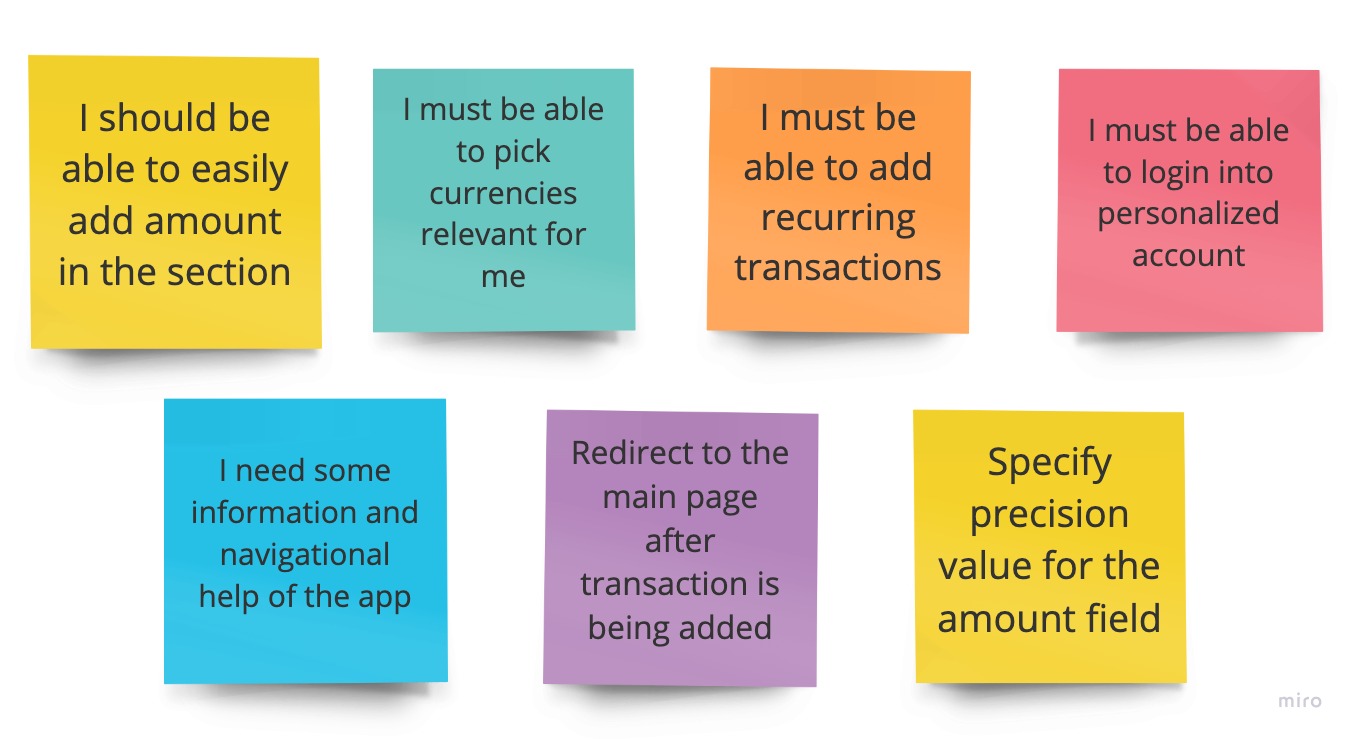 I should be
able to easily
add amount
in the section
I must be able
to pick
currencies
relevant for
me
I must be
able to add
recurring
transactions
I must be able
to login into
personalized
account
I need some
information and
navigational
help of the app
Redirect to the
main page
after
transaction is
being added
Specify
precision
value for the
amount field
miro